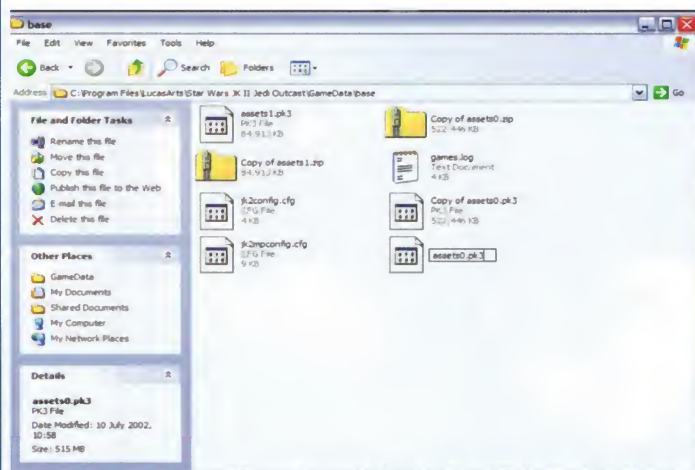 base
File Edit View Favorites Tools Help
Back Search Folders
Address C:\Program Files\LucasArts\Star Wars JK II Jedi Outcast\GameData\base Go
File and Folder Tasks
Rename this file
Move this file
Copy this file
Publish this file to the Web
E-mail this file
Delete this file
Other Places
GameData
My Documents
Shared Documents
My Computer
My Network Places
Details
assets0.pk3
PK3 File
Date Modified: 10 July 2002,
10:58
Size: 515 MB
assets1.pk3
PK3 File
84,913 KB
Copy of assets0.zip
522,446 KB
Copy of assets1.zip
84,913 KB
games.log
Text Document
4 KB
jk2config.cfg
CFG File
4 KB
Copy of assets0.pk3
PK3 File
522,446 KB
jk2mpconfig.cfg
CFG File
9 KB
assets0.pk3